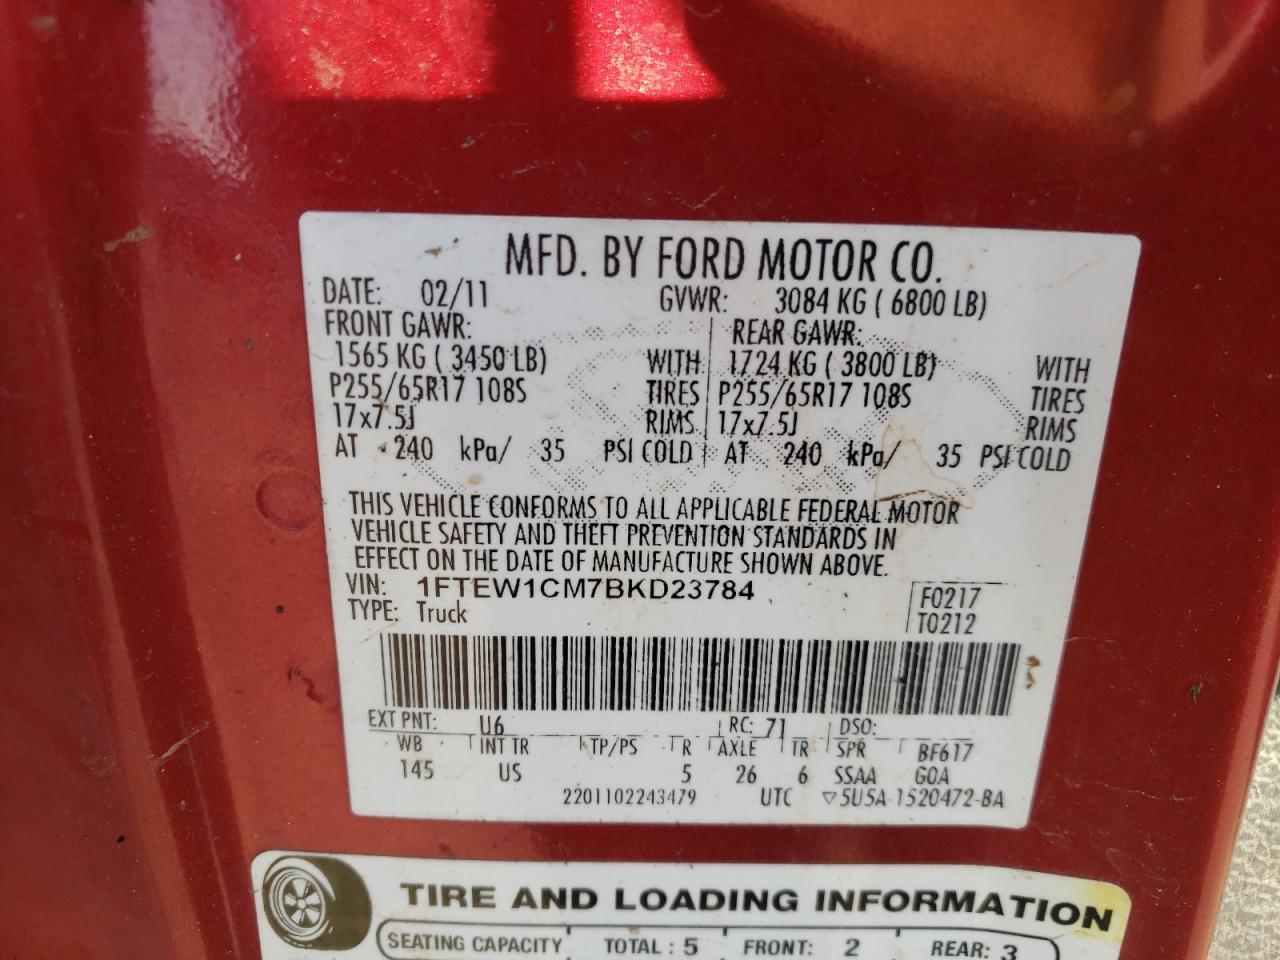 MFD. BY FORD MOTOR CO.
DATE: 02/11 GVWR: 3084 KG ( 6800 LB)
FRONT GAWR: REAR GAWR:
1565 KG ( 3450 LB) WITH 1724 KG ( 3800 LB) WITH
P255/65R17 108S TIRES P255/65R17 108S TIRES
17x7.5J RIMS 17x7.5J RIMS
AT 240 kPa/ 35 PSI COLD AT 240 kPa/ 35 PSI COLD
THIS VEHICLE CONFORMS TO ALL APPLICABLE FEDERAL MOTOR
VEHICLE SAFETY AND THEFT PREVENTION STANDARDS IN
EFFECT ON THE DATE OF MANUFACTURE SHOWN ABOVE.
VIN: 1FTEW1CM7BKD23784 F0217
TYPE: Truck T0212
EXT PNT: U6 RC: 71 DSO:
WB INT TR TP/PS R AXLE TR SPR BF617
145 US 5 26 6 SSAA GOA
2201102243479 UTC ▽5U5A-1520472-BA
TIRE AND LOADING INFORMATION
SEATING CAPACITY TOTAL : 5 FRONT: 2 REAR: 3